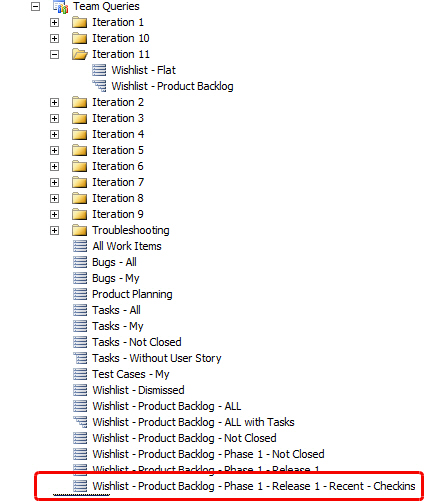 Team Queries
Iteration 1
Iteration 10
Iteration 11
Wishlist - Flat
Wishlist - Product Backlog
Iteration 2
Iteration 3
Iteration 4
Iteration 5
Iteration 6
Iteration 7
Iteration 8
Iteration 9
Troubleshooting
All Work Items
Bugs - All
Bugs - My
Product Planning
Tasks - All
Tasks - My
Tasks - Not Closed
Tasks - Without User Story
Test Cases - My
Wishlist - Dismissed
Wishlist - Product Backlog - ALL
Wishlist - Product Backlog - ALL with Tasks
Wishlist - Product Backlog - Not Closed
Wishlist - Product Backlog - Phase 1 - Not Closed
Wishlist - Product Backlog - Phase 1 - Release 1
Wishlist - Product Backlog - Phase 1 - Release 1 - Recent - Checkins